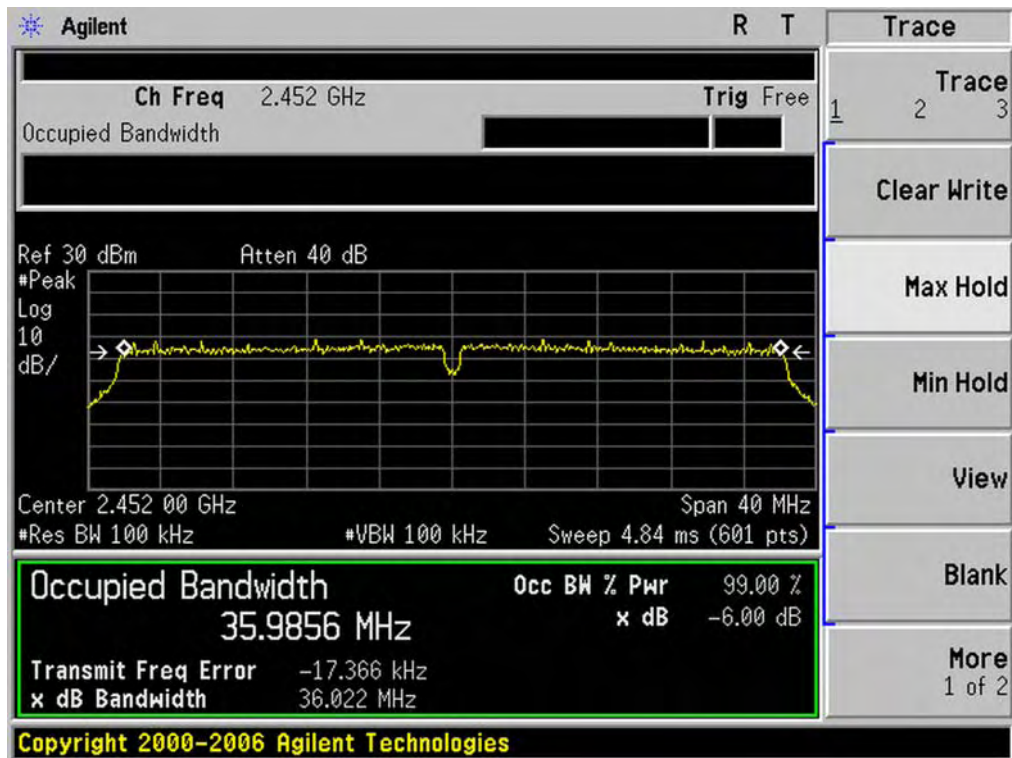 Agilent R T Trace
Trace
1 2 3
Ch Freq 2.452 GHz Trig Free
Occupied Bandwidth
Clear Write
Ref 30 dBm Atten 40 dB
#Peak
Log
10
dB/
Max Hold
Min Hold
View
Center 2.452 00 GHz Span 40 MHz
#Res BW 100 kHz #VBW 100 kHz Sweep 4.84 ms (601 pts)
Blank
Occupied Bandwidth Occ BW % Pwr 99.00 %
35.9856 MHz x dB -6.00 dB
Transmit Freq Error -17.366 kHz
x dB Bandwidth 36.022 MHz
More
1 of 2
Copyright 2000-2006 Agilent Technologies